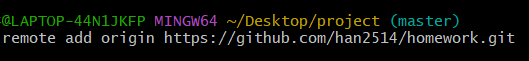 @LAPTOP-44N1JKFP MINGW64 ~/Desktop/project (master)
remote add origin https://github.com/han2514/homework.git